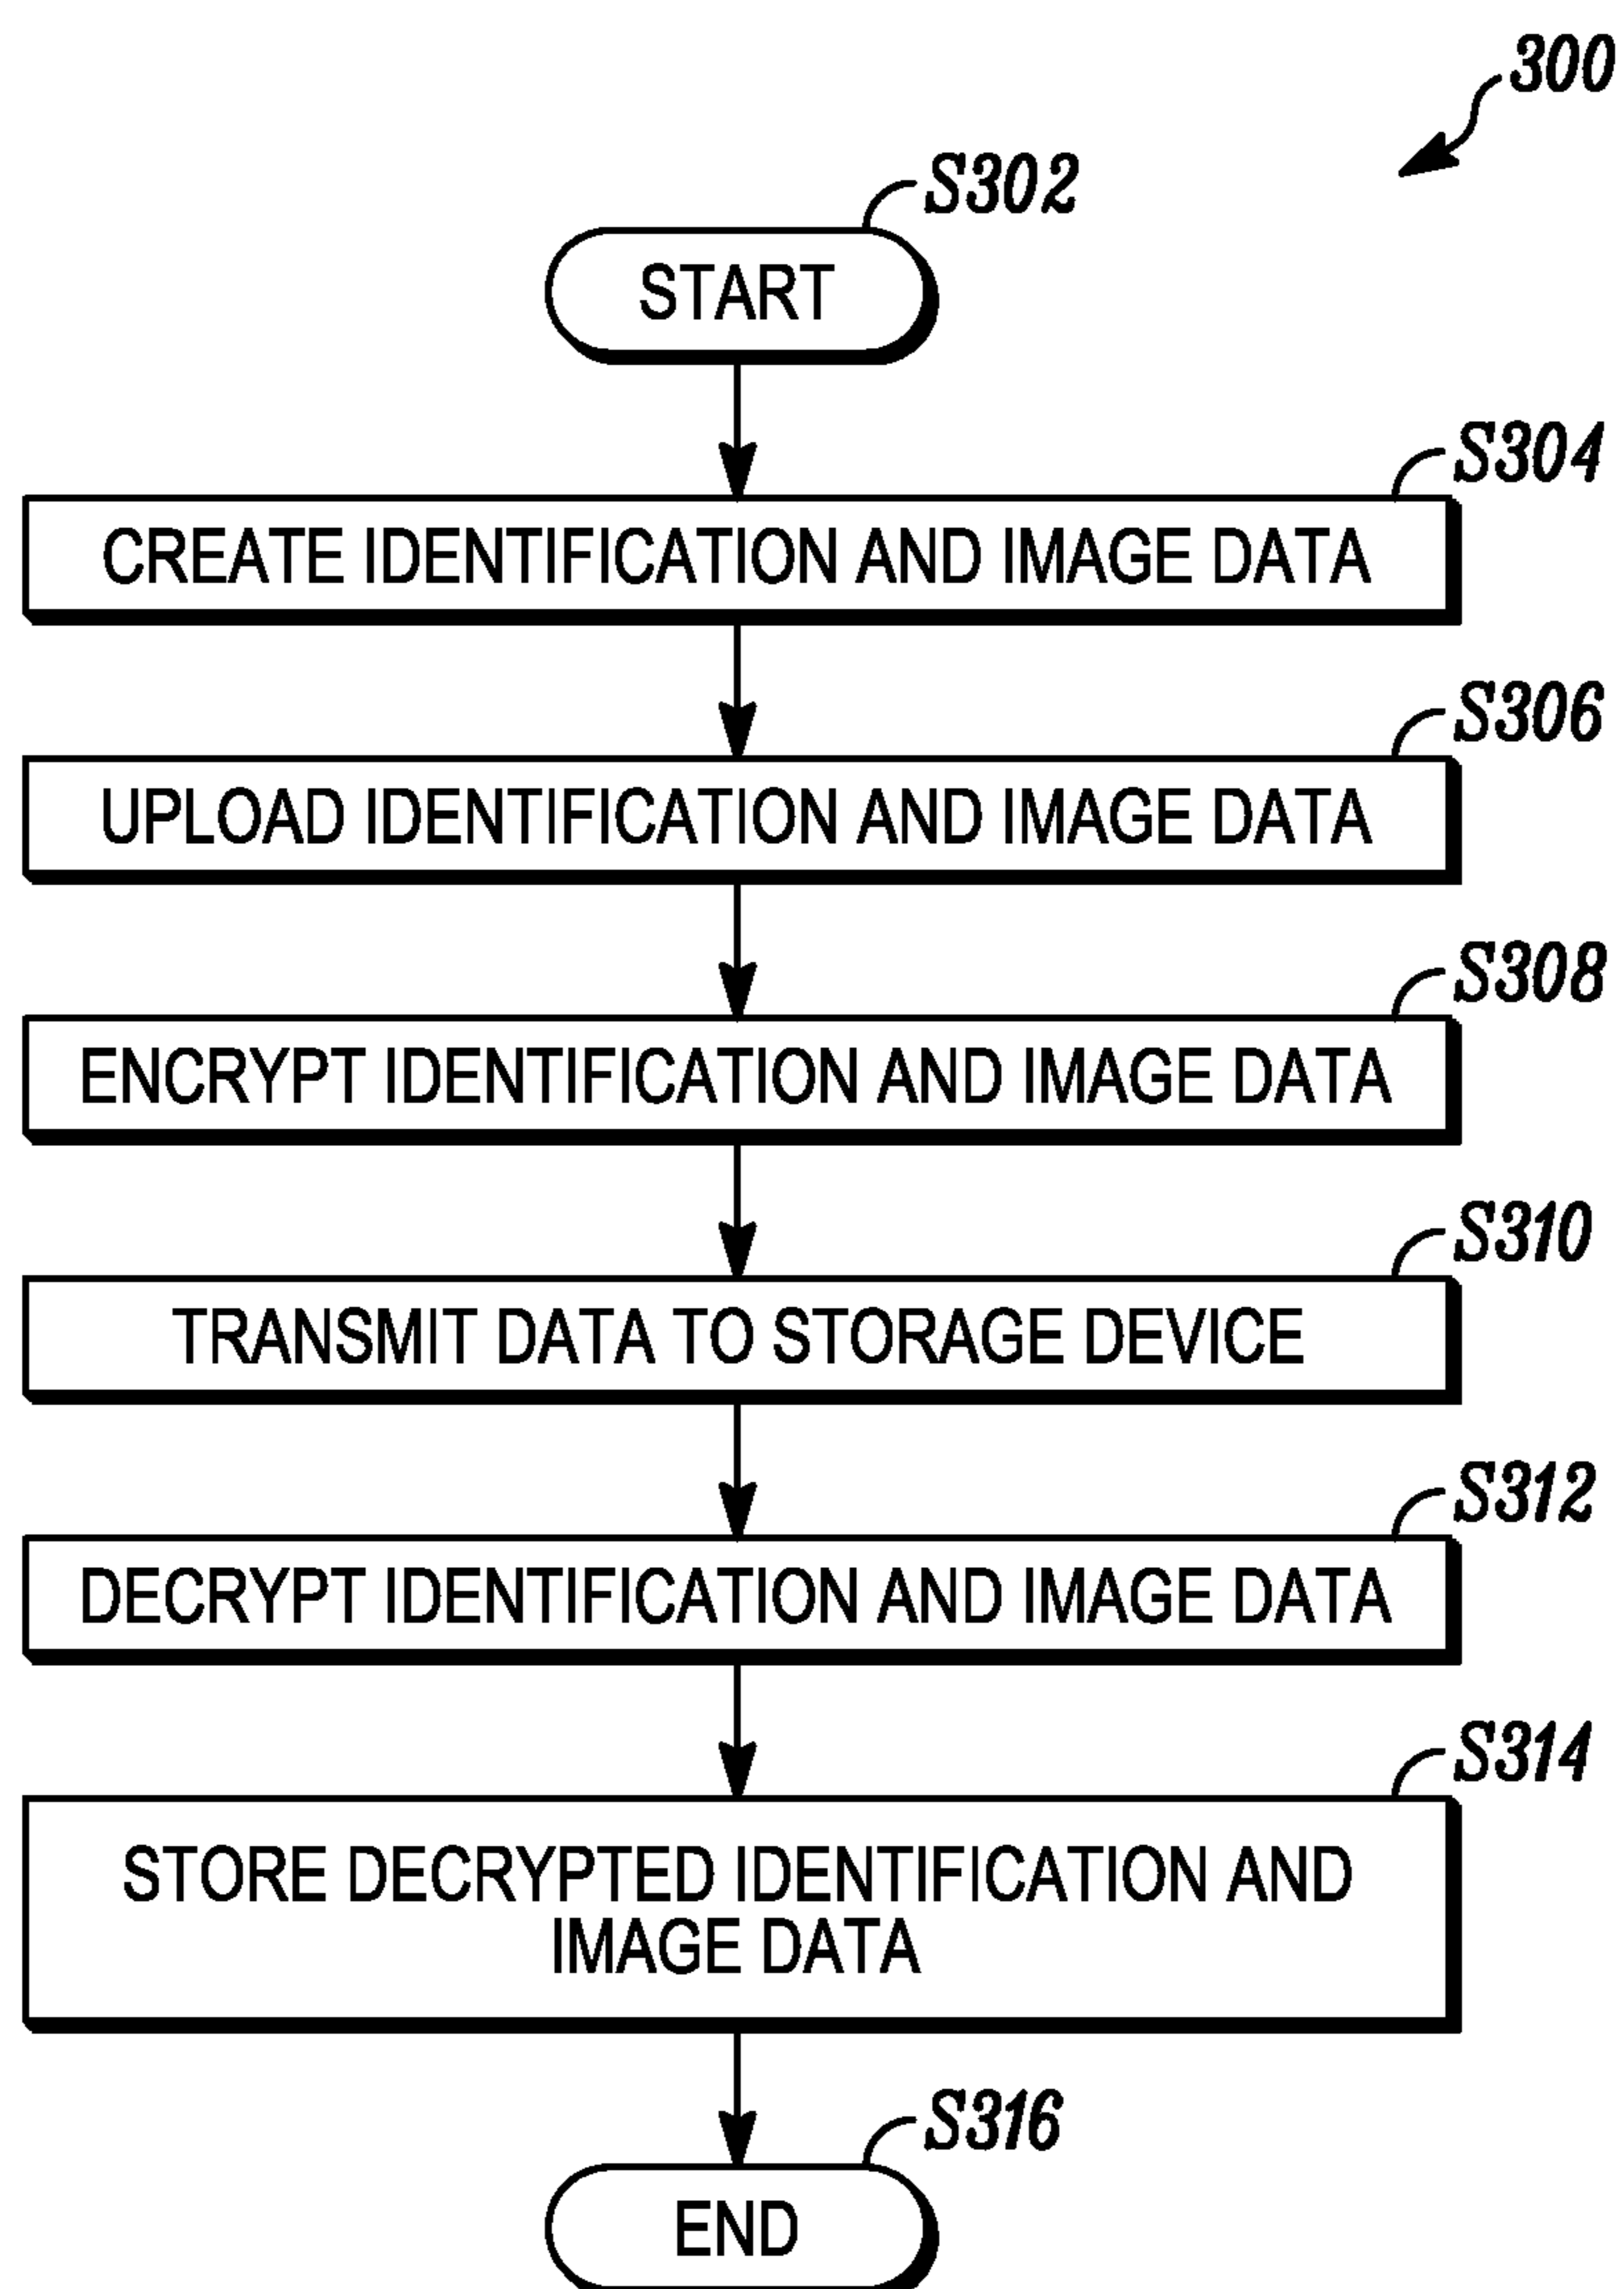 300
S302
START
S304
CREATE IDENTIFICATION AND IMAGE DATA
S306
UPLOAD IDENTIFICATION AND IMAGE DATA
S308
ENCRYPT IDENTIFICATION AND IMAGE DATA
S310
TRANSMIT DATA TO STORAGE DEVICE
S312
DECRYPT IDENTIFICATION AND IMAGE DATA
S314
STORE DECRYPTED IDENTIFICATION AND
IMAGE DATA
S316
END